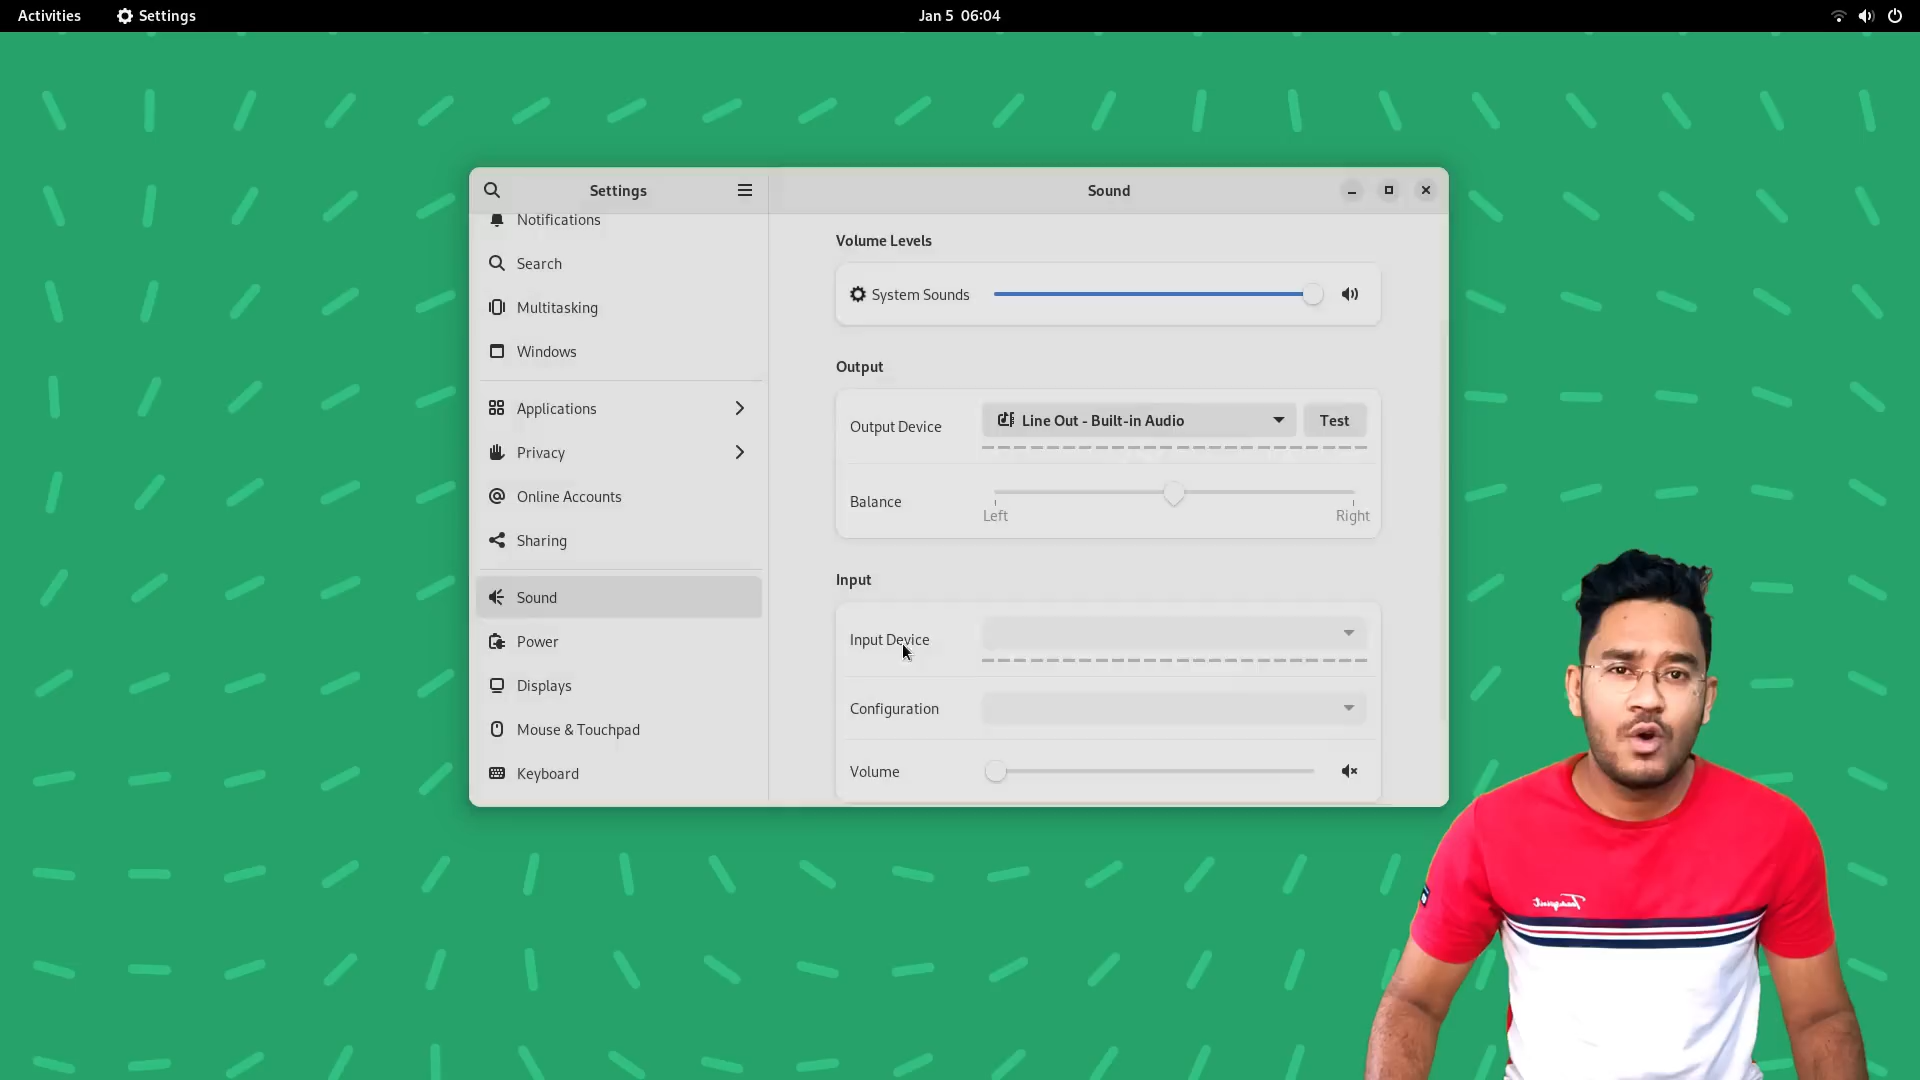 Activities
Settings
Jan 5 06:04
Settings
Sound
Notifications
Search
Multitasking
Windows
Applications
Privacy
Online Accounts
Sharing
Sound
Power
Displays
Mouse & Touchpad
Keyboard
Volume Levels
System Sounds
Output
Output Device
Line Out - Built-in Audio
Test
Balance
Left
Right
Input
Input Device
Configuration
Volume